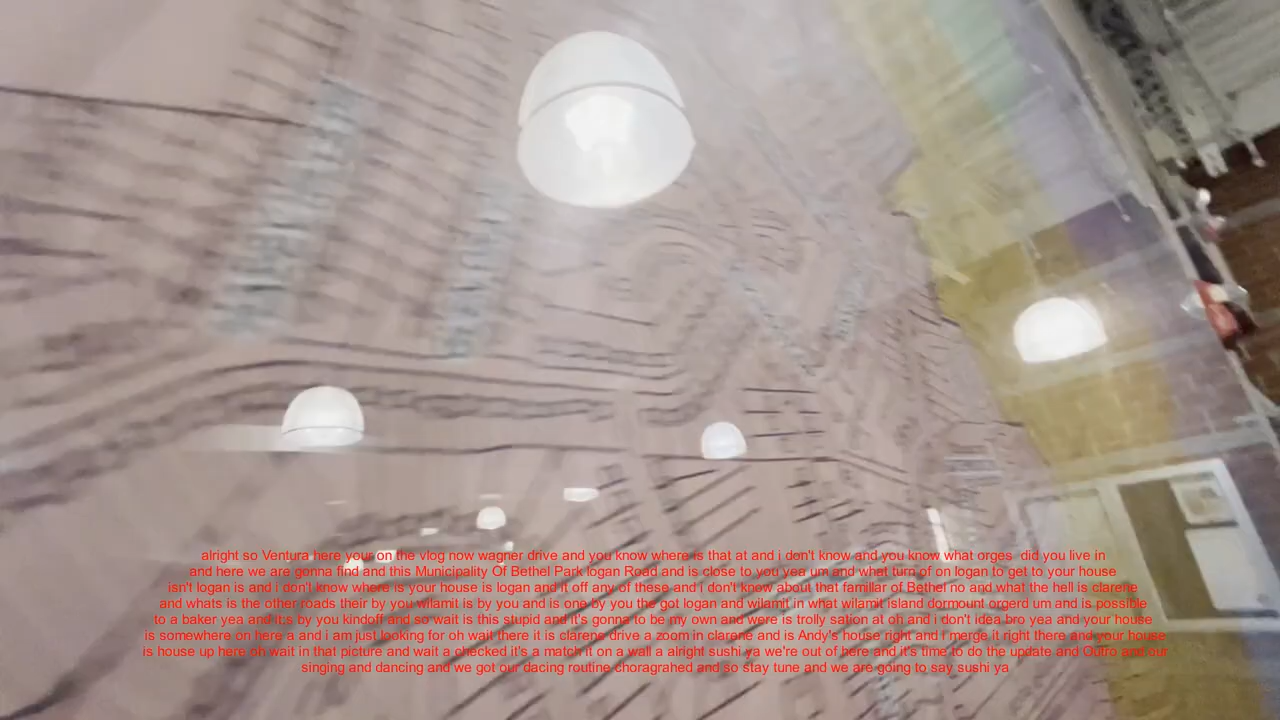 alright so Ventura here your on the vlog now wagner drive and you know where is that at and i don't know and you know what orges  did you live in
and here we are gonna find and this Municipality Of Bethel Park logan Road and is close to you yea um and what turn of on logan to get to your house
isn't logan is and i don't know where is your house is logan and it off any of these and i don't know about that famillar of Bethel no and what the hell is clarene
and whats is the other roads their by you wilamit is by you and is one by you the got logan and wilamit in what wilamit island dormount orgerd um and is possible
to a baker yea and it;s by you kindoff and so wait is this stupid and it's gonna to be my own and were is trolly sation at oh and i don't idea bro yea and your house
is somewhere on here a and i am just looking for oh wait there it is clarene drive a zoom in clarene and is Andy's house right and i merge it right there and your house
is house up here oh wait in that picture and wait a checked it's a match it on a wall a alright sushi ya we're out of here and it's time to do the update and Outro and our
singing and dancing and we got our dacing routine choragrahed and so stay tune and we are going to say sushi ya